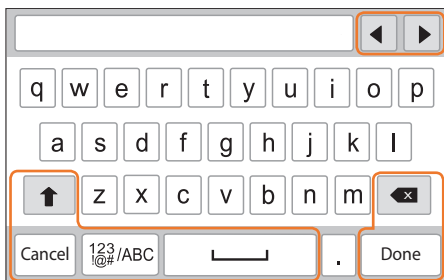 q w e r t y u i o p
a s d f g h j k l
z x c v b n m
Cancel 123 !@# /ABC . Done